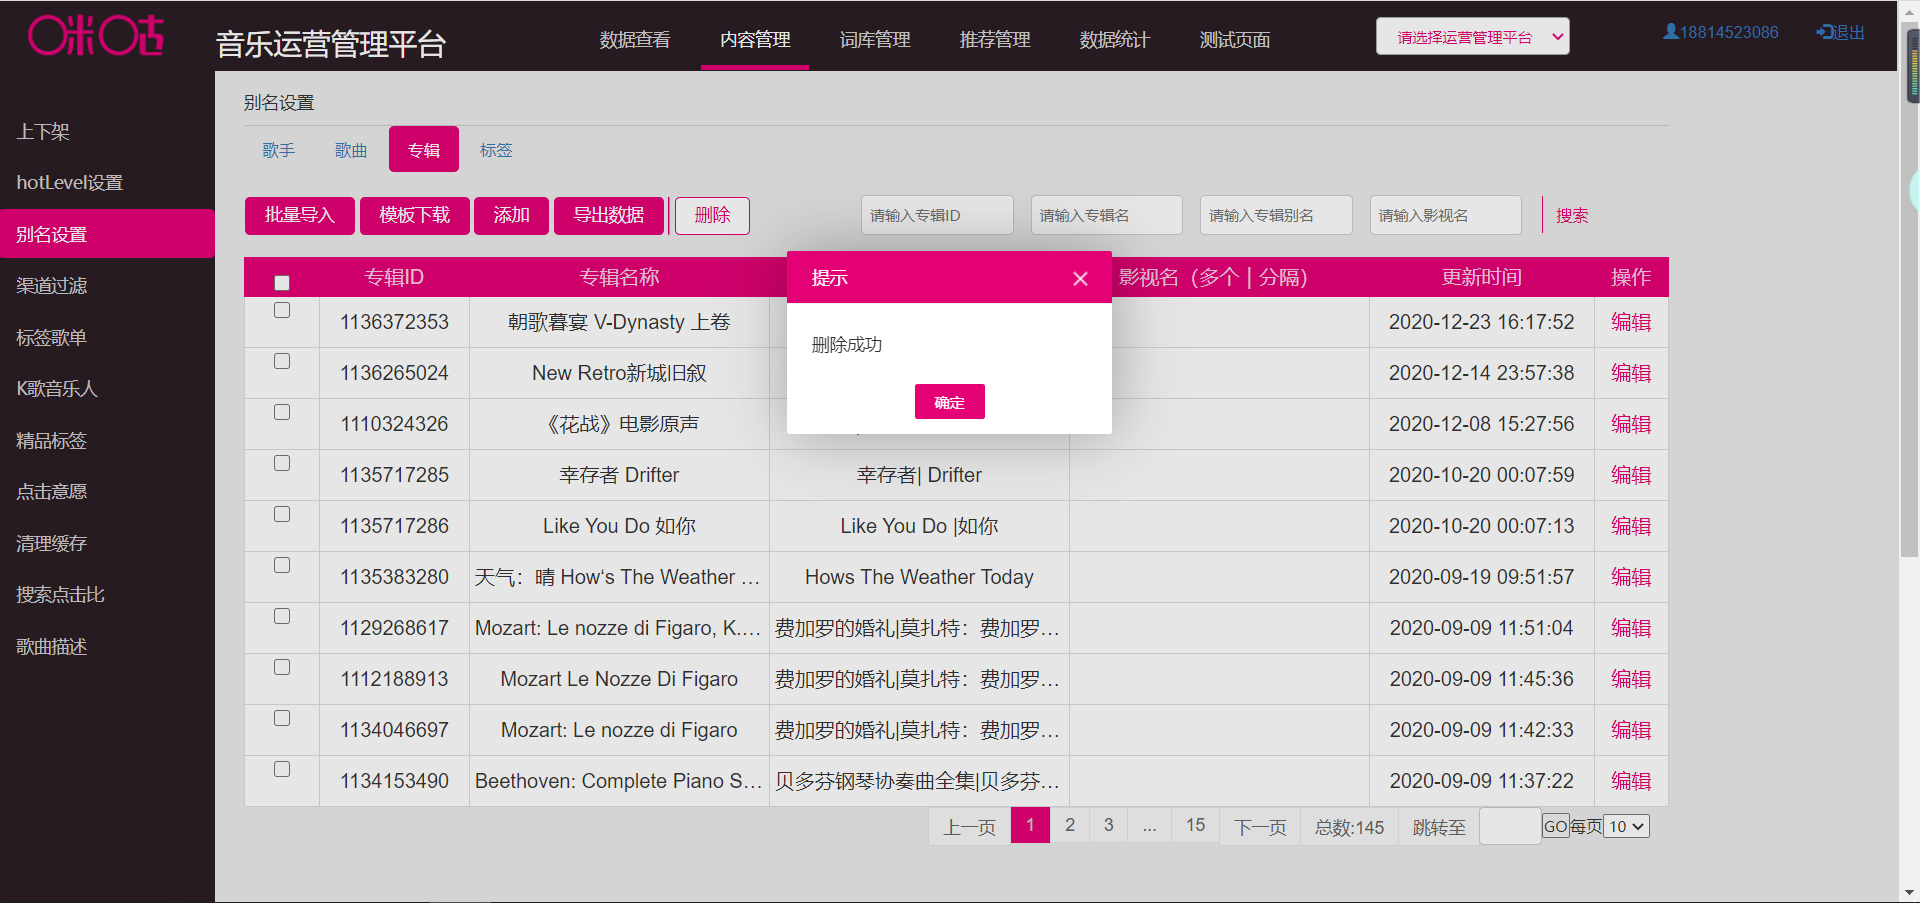 咪咕
音乐运营管理平台
数据查看
内容管理
词库管理
推荐管理
数据统计
测试页面
请选择运营管理平台
18814523086
退出
上下架
hotLevel设置
别名设置
渠道过滤
标签歌单
K歌音乐人
精品标签
点击意愿
清理缓存
搜索点击比
歌曲描述
别名设置
歌手 歌曲 专辑 标签
批量导入 模板下载 添加 导出数据 删除 请输入专辑ID 请输入专辑名 请输入专辑别名 请输入影视名 搜索
专辑ID 专辑名称 影视名（多个 | 分隔） 更新时间 操作
提示
删除成功
确定
1136372353 朝歌暮宴 V-Dynasty 上卷 2020-12-23 16:17:52 编辑
1136265024 New Retro新城旧叙 2020-12-14 23:57:38 编辑
1110324326 《花战》电影原声 2020-12-08 15:27:56 编辑
1135717285 幸存者 Drifter 幸存者| Drifter 2020-10-20 00:07:59 编辑
1135717286 Like You Do 如你 Like You Do |如你 2020-10-20 00:07:13 编辑
1135383280 天气：晴 How‘s The Weather … Hows The Weather Today 2020-09-19 09:51:57 编辑
1129268617 Mozart: Le nozze di Figaro, K.… 费加罗的婚礼|莫扎特：费加罗… 2020-09-09 11:51:04 编辑
1112188913 Mozart Le Nozze Di Figaro 费加罗的婚礼|莫扎特：费加罗… 2020-09-09 11:45:36 编辑
1134046697 Mozart: Le nozze di Figaro 费加罗的婚礼|莫扎特：费加罗… 2020-09-09 11:42:33 编辑
1134153490 Beethoven: Complete Piano S… 贝多芬钢琴协奏曲全集|贝多芬… 2020-09-09 11:37:22 编辑
上一页 1 2 3 ... 15 下一页 总数:145 跳转至 GO 每页 10